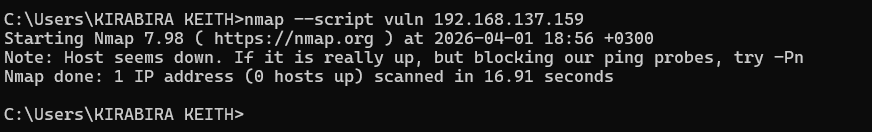 C:\Users\KIRABIRA KEITH>nmap --script vuln 192.168.137.159
Starting Nmap 7.98 ( https://nmap.org ) at 2026-04-01 18:56 +0300
Note: Host seems down. If it is really up, but blocking our ping probes, try -Pn
Nmap done: 1 IP address (0 hosts up) scanned in 16.91 seconds
C:\Users\KIRABIRA KEITH>